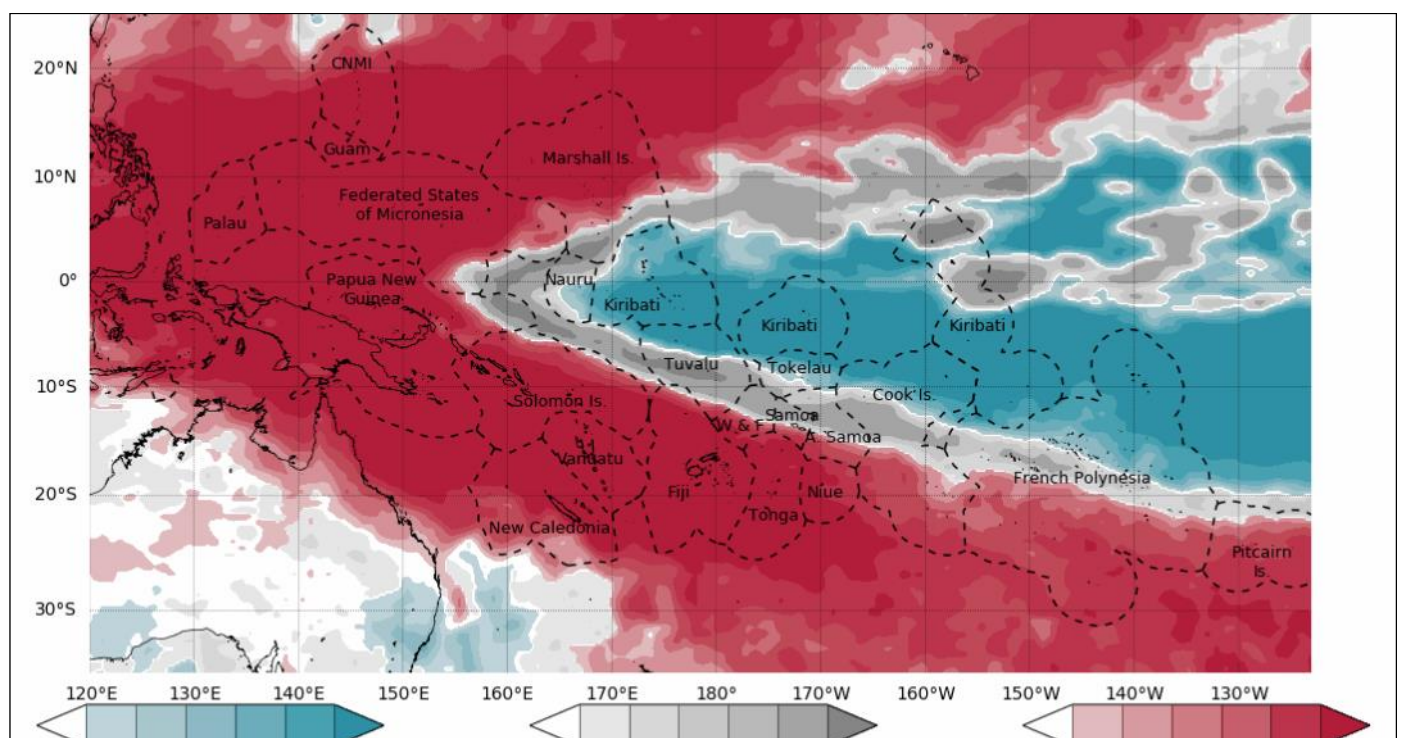 20°N
CNMI
Guam
Marshall Is.
10°N
Federated States
of Micronesia
Palau
0°
Papua New
Guinea
Nauru
Kiribati
Kiribati
Kiribati
Tuvalu
Tokelau
10°S
Solomon Is.
Cook Is.
Samoa
W & F
A. Samoa
Vanuatu
French Polynesia
20°S
Fiji
Niue
Tonga
New Caledonia
Pitcairn
Is.
30°S
120°E
130°E
140°E
150°E
160°E
170°E
180°
170°W
160°W
150°W
140°W
130°W